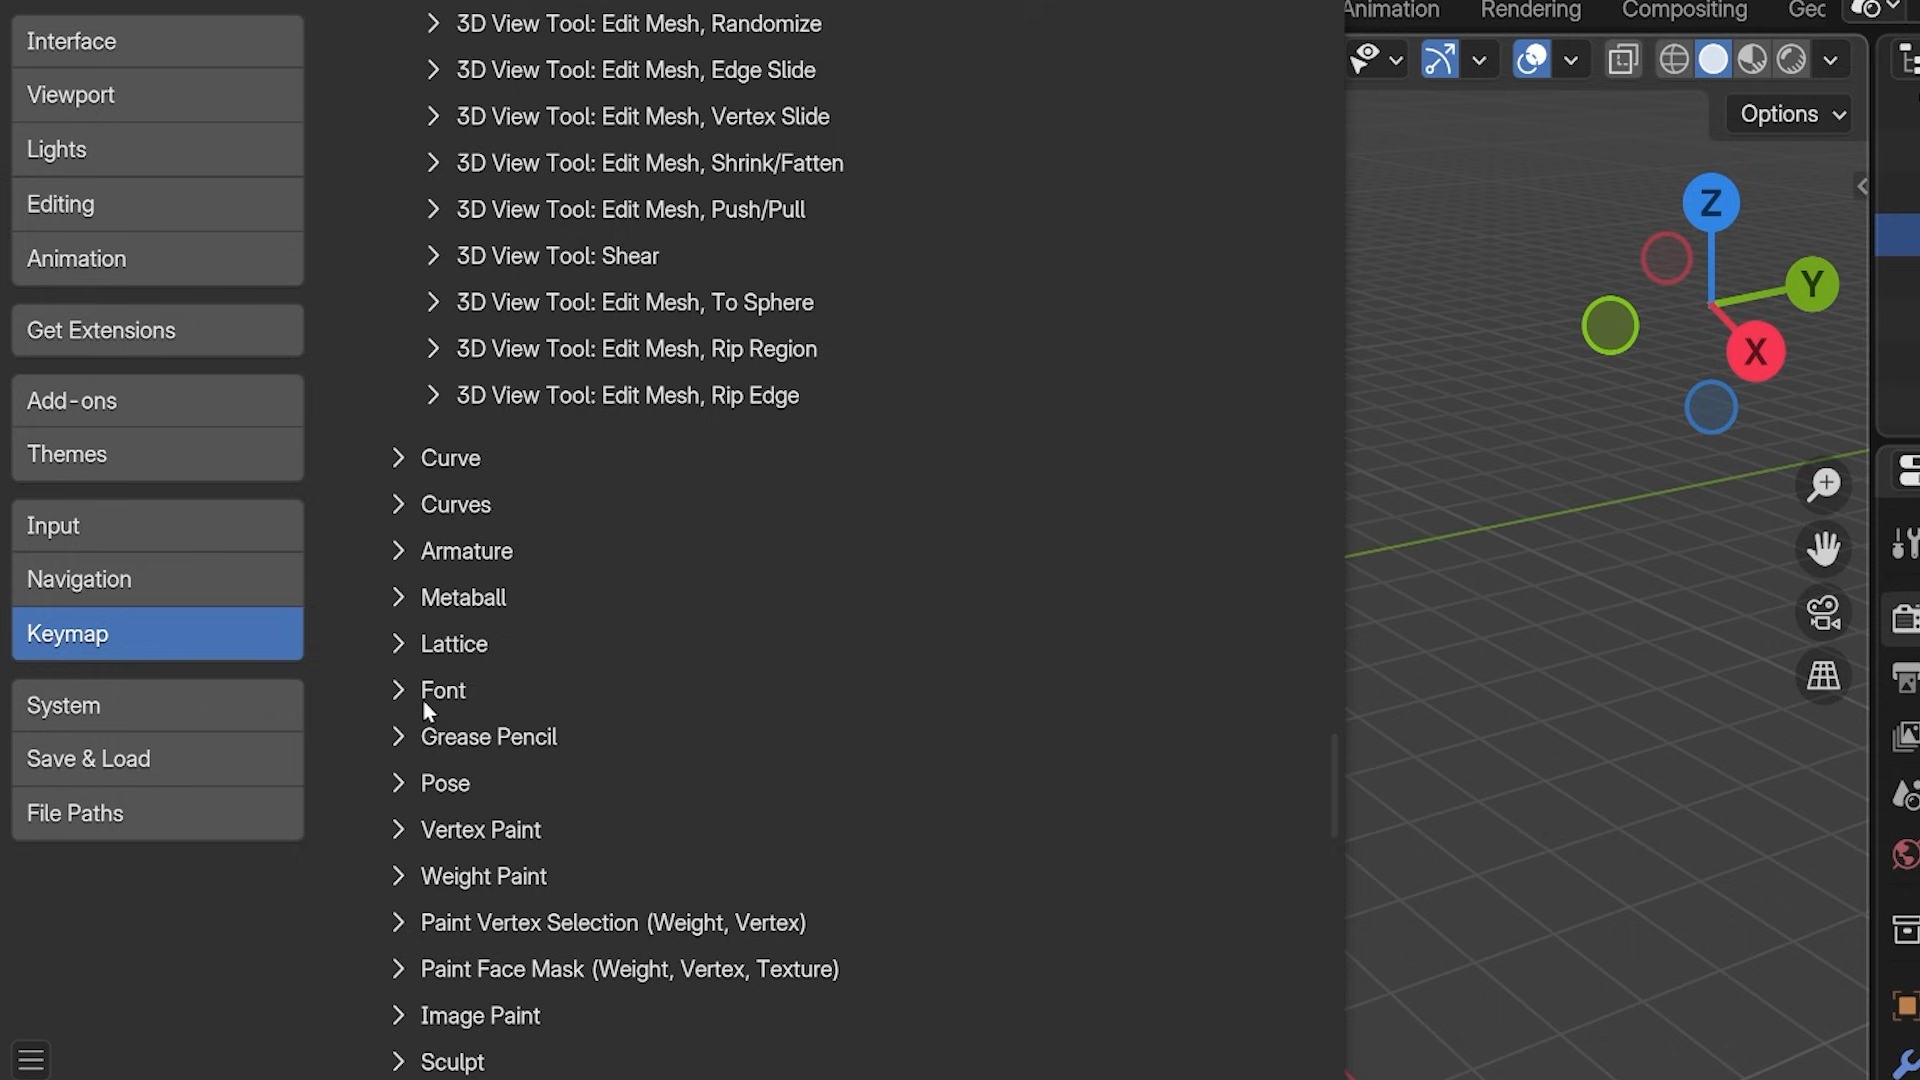 Interface
Viewport
Lights
Editing
Animation
Get Extensions
Add-ons
Themes
Input
Navigation
Keymap
System
Save & Load
File Paths
3D View Tool: Edit Mesh, Randomize
3D View Tool: Edit Mesh, Edge Slide
3D View Tool: Edit Mesh, Vertex Slide
3D View Tool: Edit Mesh, Shrink/Fatten
3D View Tool: Edit Mesh, Push/Pull
3D View Tool: Shear
3D View Tool: Edit Mesh, To Sphere
3D View Tool: Edit Mesh, Rip Region
3D View Tool: Edit Mesh, Rip Edge
Curve
Curves
Armature
Metaball
Lattice
Font
Grease Pencil
Pose
Vertex Paint
Weight Paint
Paint Vertex Selection (Weight, Vertex)
Paint Face Mask (Weight, Vertex, Texture)
Image Paint
Sculpt
Animation Rendering Compositing Gec
Options
Z
Y
X